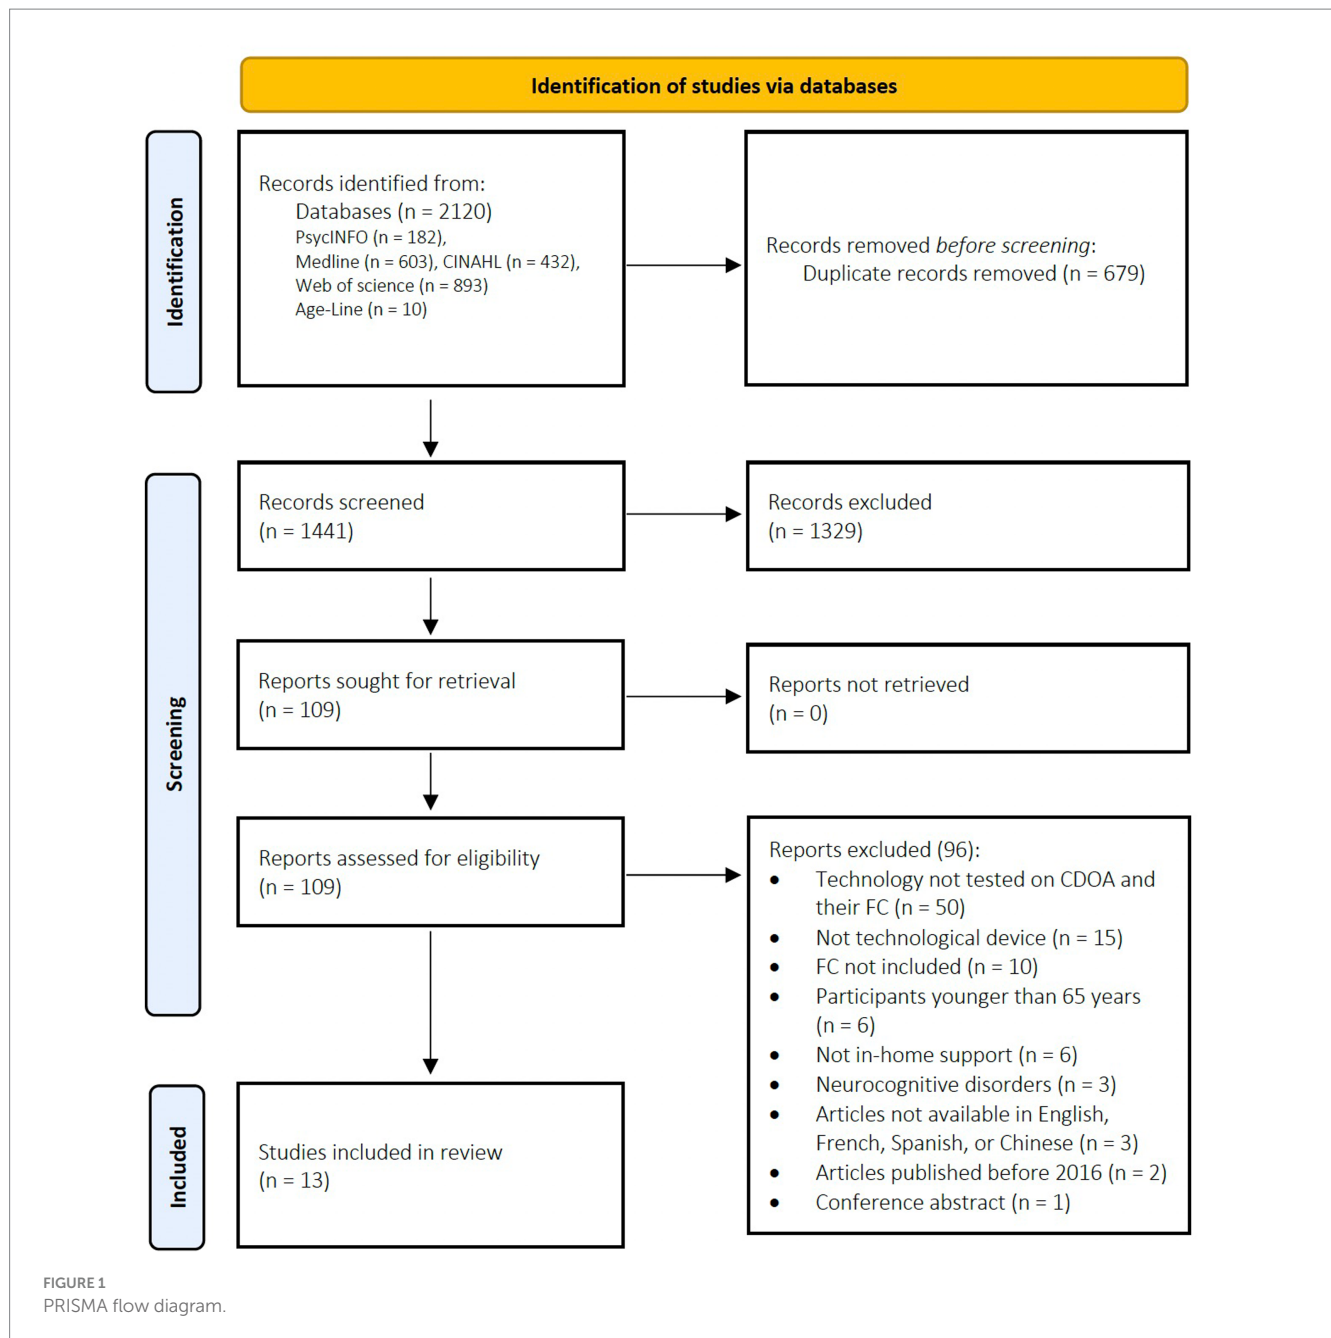 Identification of studies via databases
Identification
Records identified from:
Databases (n = 2120)
PsycINFO (n = 182),
Medline (n = 603), CINAHL (n = 432),
Web of science (n = 893)
Age-Line (n = 10)
Records removed before screening:
Duplicate records removed (n = 679)
Screening
Records screened
(n = 1441)
Records excluded
(n = 1329)
Reports sought for retrieval
(n = 109)
Reports not retrieved
(n = 0)
Reports assessed for eligibility
(n = 109)
Reports excluded (96):
• Technology not tested on CDOA and
their FC (n = 50)
• Not technological device (n = 15)
• FC not included (n = 10)
• Participants younger than 65 years
(n = 6)
• Not in-home support (n = 6)
• Neurocognitive disorders (n = 3)
• Articles not available in English,
French, Spanish, or Chinese (n = 3)
• Articles published before 2016 (n = 2)
• Conference abstract (n = 1)
Included
Studies included in review
(n = 13)
FIGURE 1
PRISMA flow diagram.